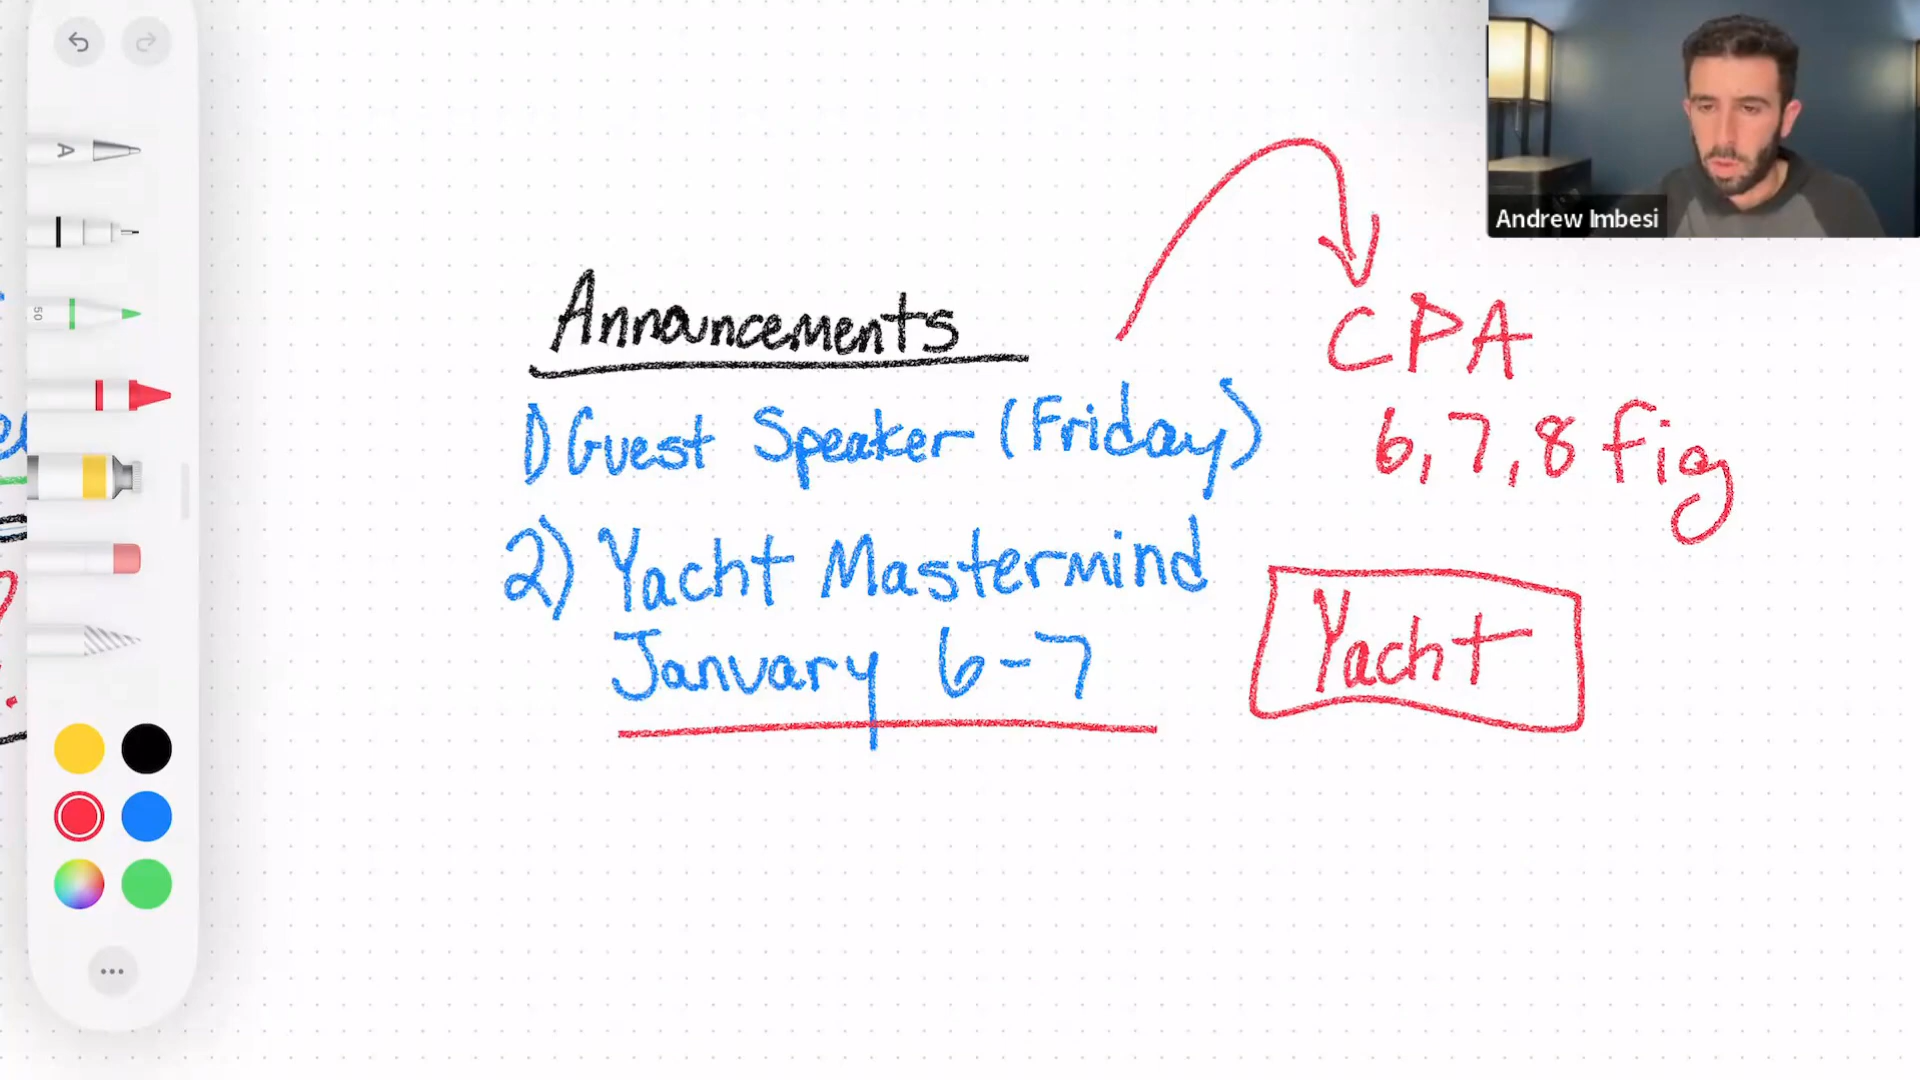 Andrew Imbesi
Announcements
CPA
1) Guest Speaker (Friday)
6, 7, 8 fig
2) Yacht Mastermind
January 6-7
Yacht
A
50